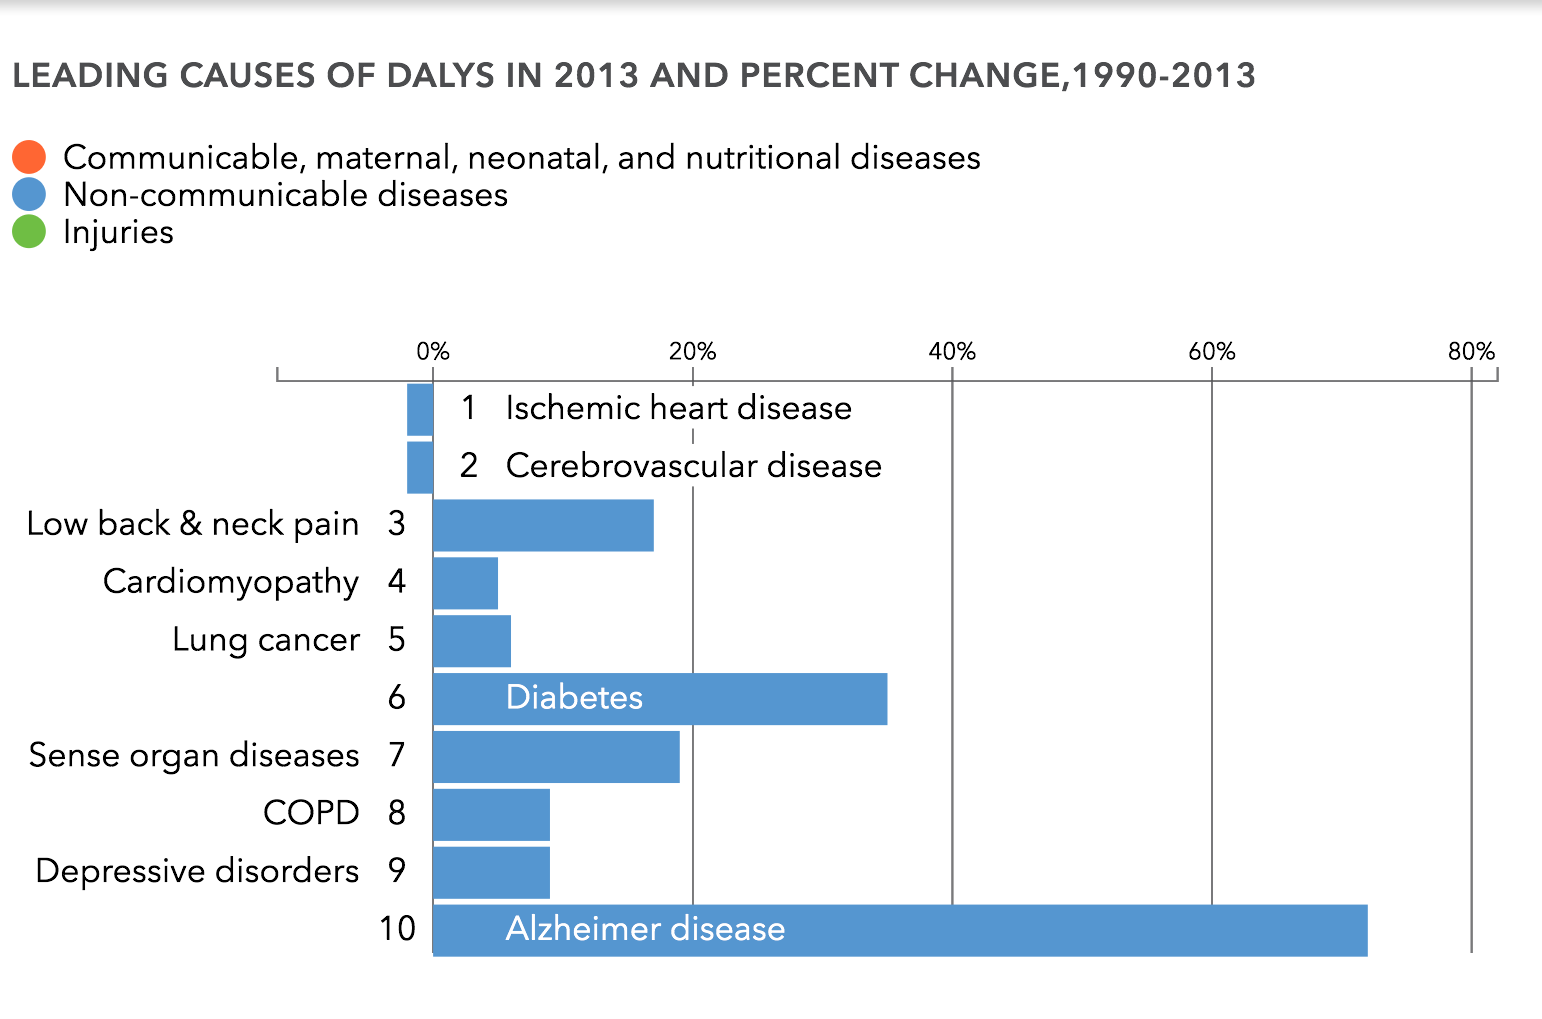 LEADING CAUSES OF DALYS IN 2013 AND PERCENT CHANGE,1990-2013
Communicable, maternal, neonatal, and nutritional diseases
Non-communicable diseases
Injuries
0% 20% 40% 60% 80%
1 Ischemic heart disease
2 Cerebrovascular disease
Low back & neck pain 3
Cardiomyopathy 4
Lung cancer 5
6 Diabetes
Sense organ diseases 7
COPD 8
Depressive disorders 9
10 Alzheimer disease